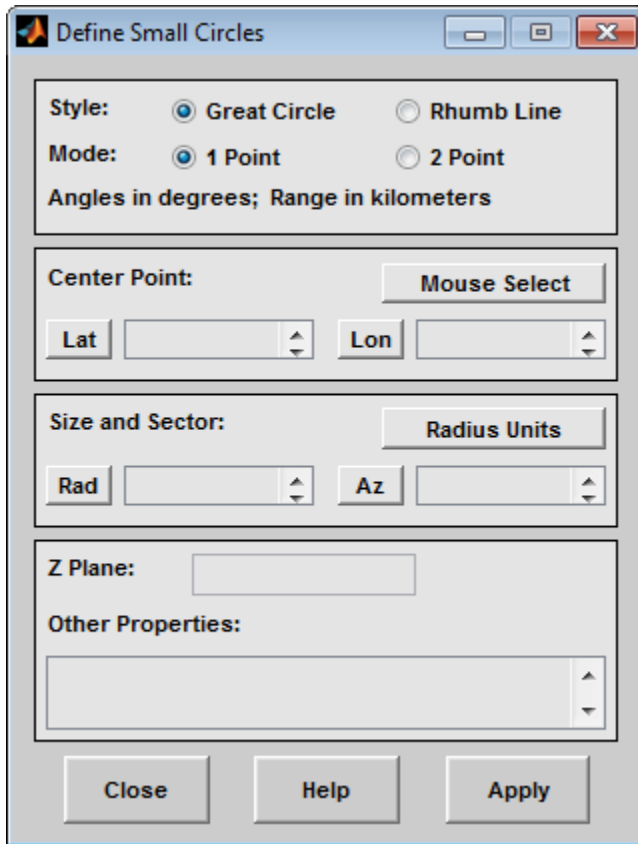 Define Small Circles
Style: Great Circle Rhumb Line
Mode: 1 Point 2 Point
Angles in degrees; Range in kilometers
Center Point: Mouse Select
Lat Lon
Size and Sector: Radius Units
Rad Az
Z Plane:
Other Properties:
Close Help Apply